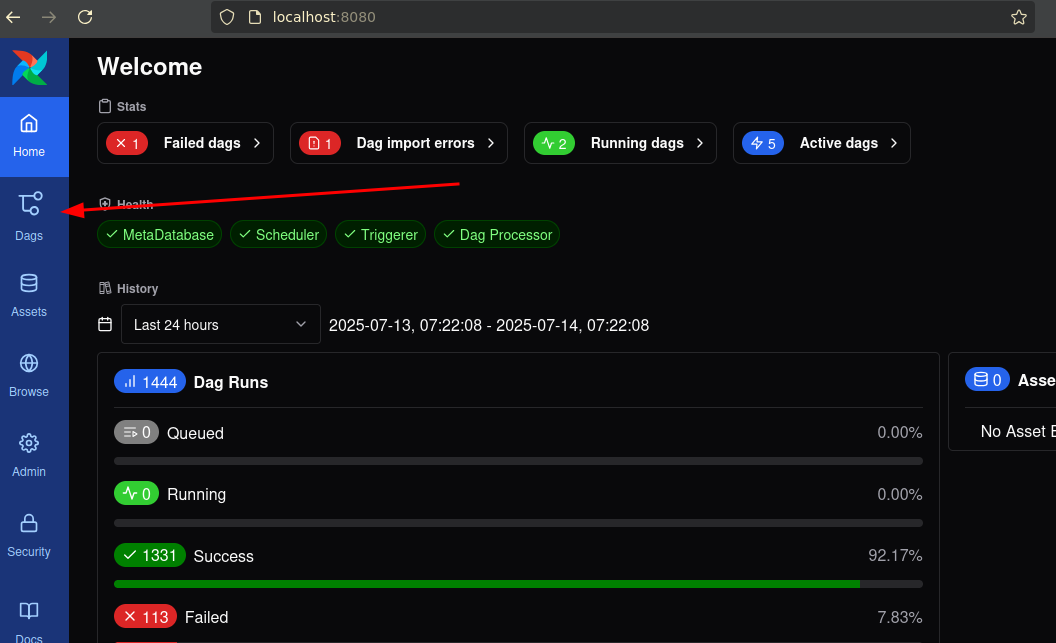 localhost:8080
Welcome
Stats
1 Failed dags
1 Dag import errors
2 Running dags
5 Active dags
Health
MetaDatabase
Scheduler
Triggerer
Dag Processor
History
Last 24 hours
2025-07-13, 07:22:08 - 2025-07-14, 07:22:08
1444 Dag Runs
0 Queued 0.00%
0 Running 0.00%
1331 Success 92.17%
113 Failed 7.83%
0 Asse
No Asset E
Home
Dags
Assets
Browse
Admin
Security
Docs